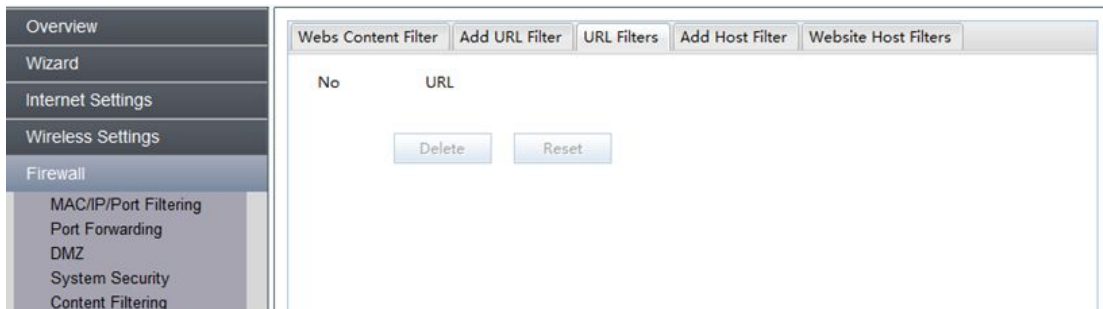 Overview
Wizard
Internet Settings
Wireless Settings
Firewall
MAC/IP/Port Filtering
Port Forwarding
DMZ
System Security
Content Filtering
Webs Content Filter Add URL Filter URL Filters Add Host Filter Website Host Filters
No URL
Delete Reset